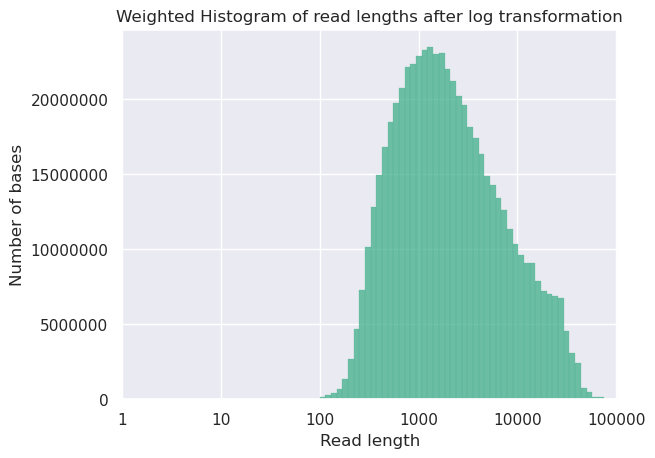 Weighted Histogram of read lengths after log transformation
Number of bases
20000000
15000000
10000000
5000000
0
1 10 100 1000 10000 100000
Read length